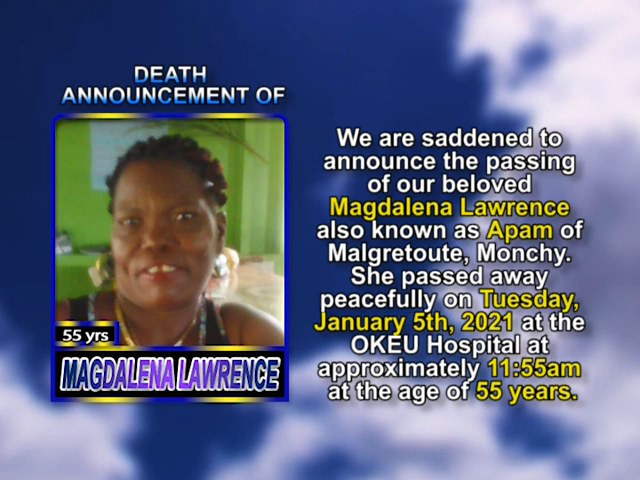 DEATH
ANNOUNCEMENT OF
55 yrs
MAGDALENA LAWRENCE
We are saddened to
announce the passing
of our beloved
Magdalena Lawrence
also known as Apam of
Malgretoute, Monchy.
She passed away
peacefully on Tuesday,
January 5th, 2021 at the
OKEU Hospital at
approximately 11:55am
at the age of 55 years.